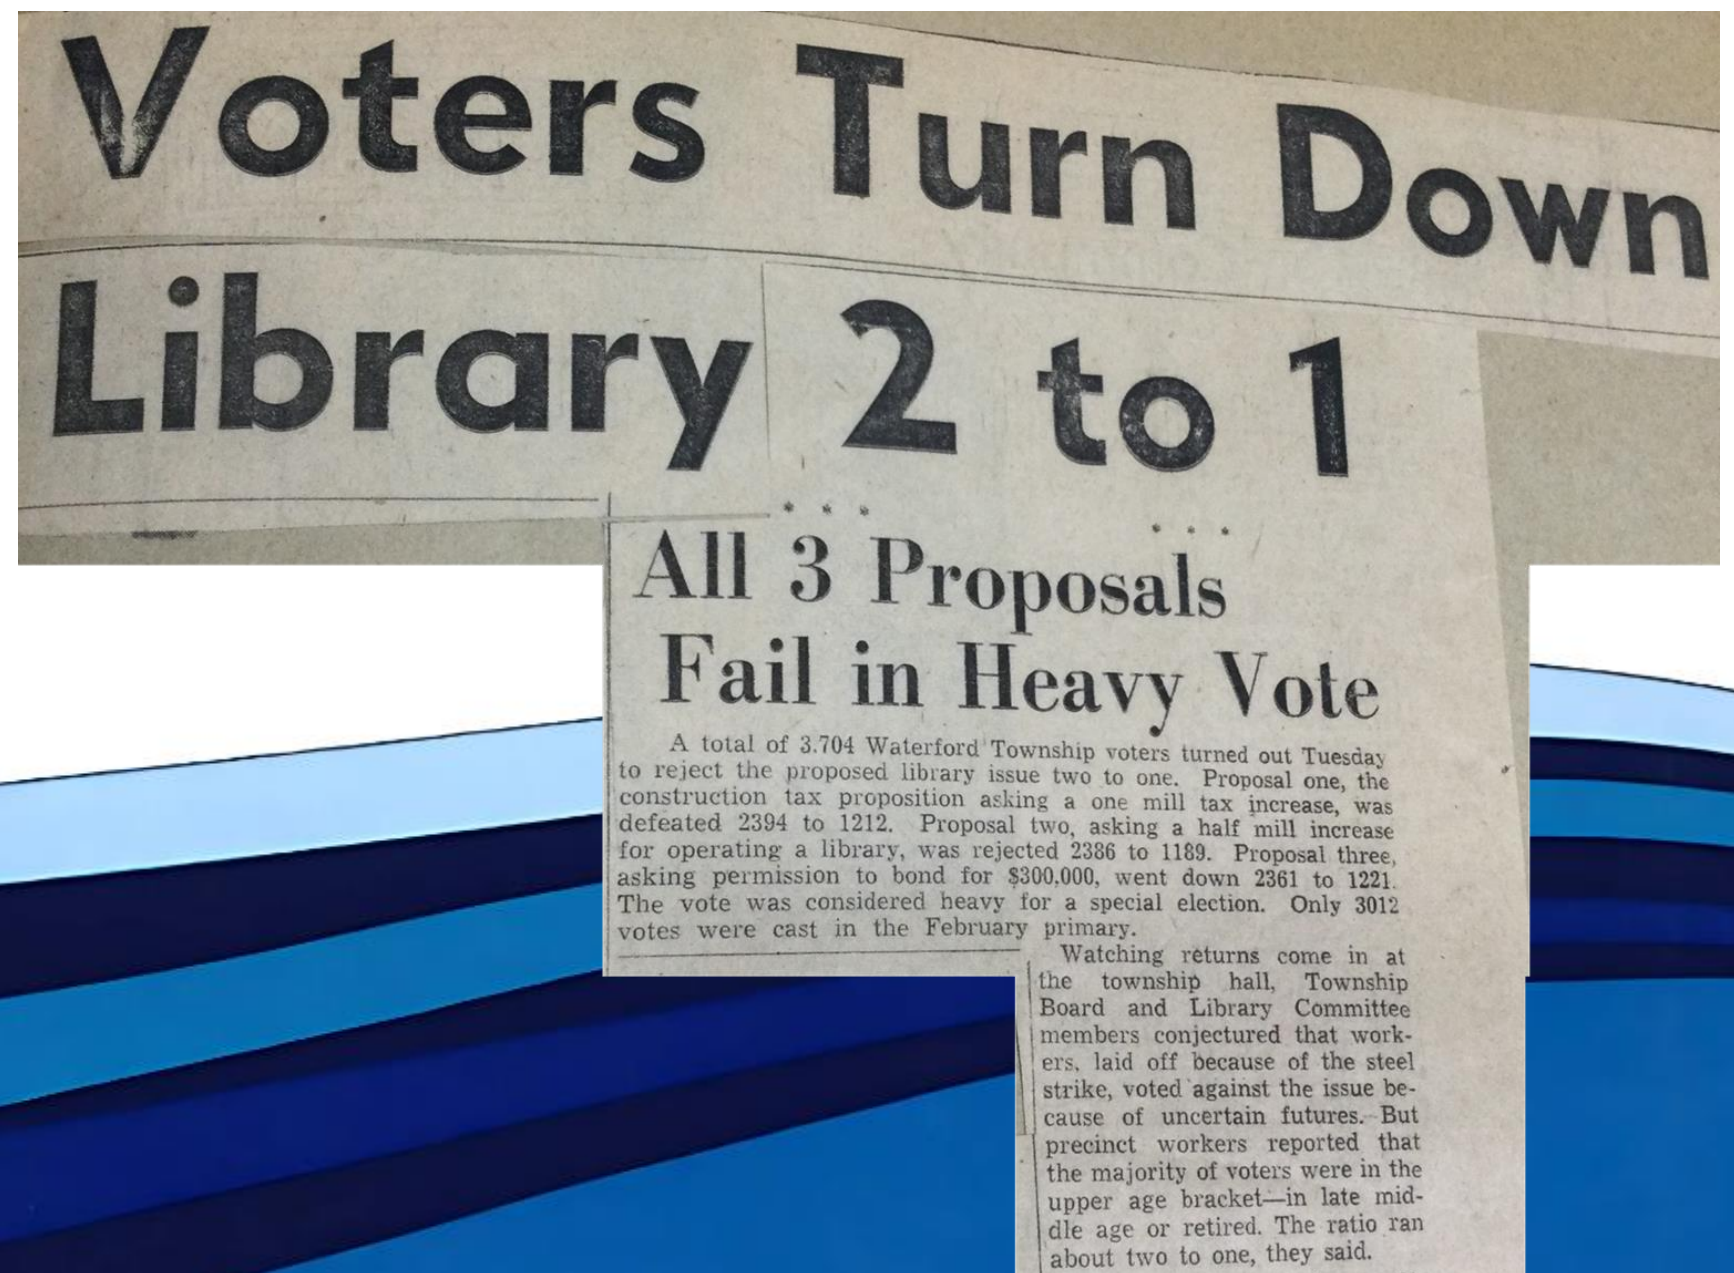 Voters Turn Down
Library 2 to 1
* * * * * *
All 3 Proposals
Fail in Heavy Vote
A total of 3.704 Waterford Township voters turned out Tuesday
to reject the proposed library issue two to one. Proposal one, the
construction tax proposition asking a one mill tax increase, was
defeated 2394 to 1212. Proposal two, asking a half mill increase
for operating a library, was rejected 2386 to 1189. Proposal three,
asking permission to bond for $300,000, went down 2361 to 1221.
The vote was considered heavy for a special election. Only 3012
votes were cast in the February primary.
Watching returns come in at
the township hall, Township
Board and Library Committee
members conjectured that work-
ers, laid off because of the steel
strike, voted against the issue be-
cause of uncertain futures. But
precinct workers reported that
the majority of voters were in the
upper age bracket—in late mid-
dle age or retired. The ratio ran
about two to one, they said.